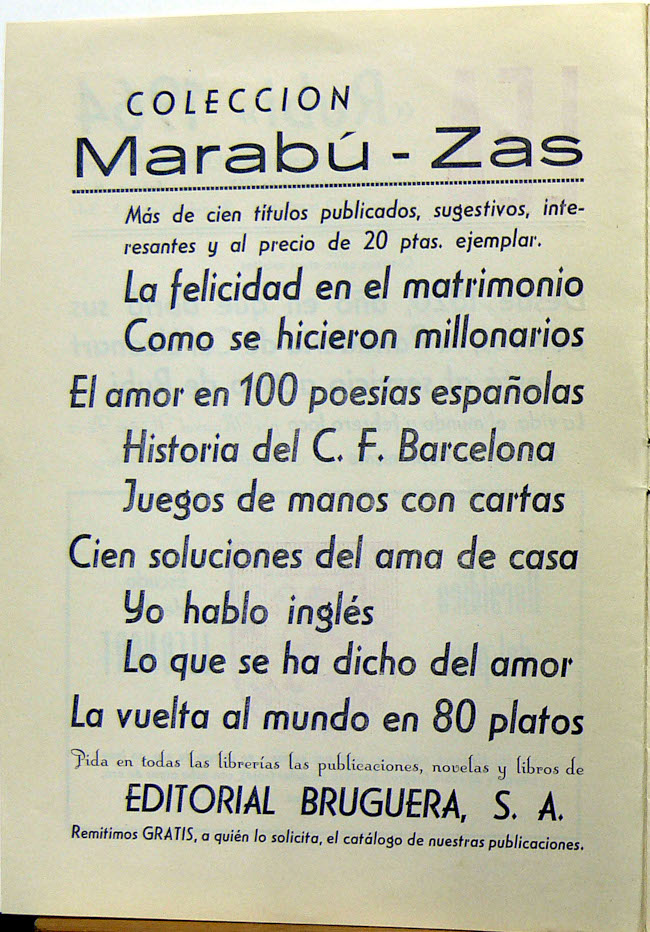 COLECCION
Marabú - Zas
Más de cien títulos publicados, sugestivos, inte-
resantes y al precio de 20 ptas. ejemplar.
La felicidad en el matrimonio
Como se hicieron millonarios
El amor en 100 poesías españolas
Historia del C. F. Barcelona
Juegos de manos con cartas
Cien soluciones del ama de casa
Yo hablo inglés
Lo que se ha dicho del amor
La vuelta al mundo en 80 platos
Pida en todas las librerías las publicaciones, novelas y libros de
EDITORIAL BRUGUERA, S. A.
Remitimos GRATIS, a quién lo solicita, el catálogo de nuestras publicaciones.